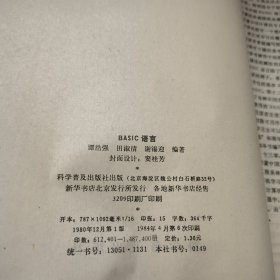 BASIC 语言
谭浩强 田淑清 谢锡迎 编著
封面设计：窦桂芳
科学普及出版社出版（北京海淀区魏公村白石桥路32号）
新华书店北京发行所发行 各地新华书店经售
3209印刷厂印刷
开本：787×1092毫米1/16 印张：15 字数：364千字
1980年12月第1版 1984年4月第6次印刷
印数：612,401—1,487,400册 定价：1.30元
统一书号：13051·1131 本社书号：0149